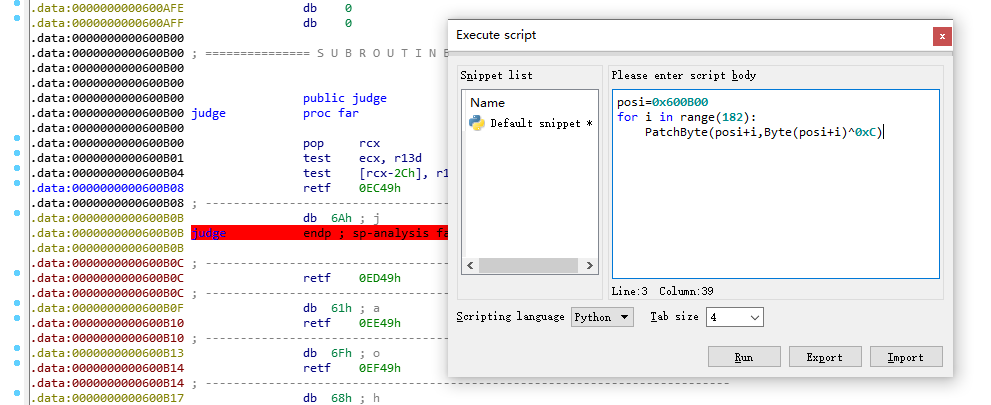 .data:0000000000600AFE db 0
.data:0000000000600AFF db 0
.data:0000000000600B00
.data:0000000000600B00 ; =============== S U B R O U T I N E
.data:0000000000600B00
.data:0000000000600B00
.data:0000000000600B00 public judge
.data:0000000000600B00 judge proc far
.data:0000000000600B00
.data:0000000000600B00 pop rcx
.data:0000000000600B01 test ecx, r13d
.data:0000000000600B04 test [rcx-2Ch], r1
.data:0000000000600B08 retf 0EC49h
.data:0000000000600B08 ; ---------------------------------
.data:0000000000600B0B db 6Ah ; j
.data:0000000000600B0B judge endp ; sp-analysis fa
.data:0000000000600B0B
.data:0000000000600B0C ; ---------------------------------
.data:0000000000600B0C retf 0ED49h
.data:0000000000600B0C ; ---------------------------------
.data:0000000000600B0F db 61h ; a
.data:0000000000600B10 retf 0EE49h
.data:0000000000600B10 ; ---------------------------------
.data:0000000000600B13 db 6Fh ; o
.data:0000000000600B14 retf 0EF49h
.data:0000000000600B14 ; ---------------------------------------------------------------------------
.data:0000000000600B17 db 68h ; h
Execute script
x
Snippet list
Name
Default snippet *
Please enter script body
posi=0x600B00
for i in range(182):
    PatchByte(posi+i,Byte(posi+i)^0xC)
Line:3 Column:39
Scripting language Python Tab size 4
Run Export Import